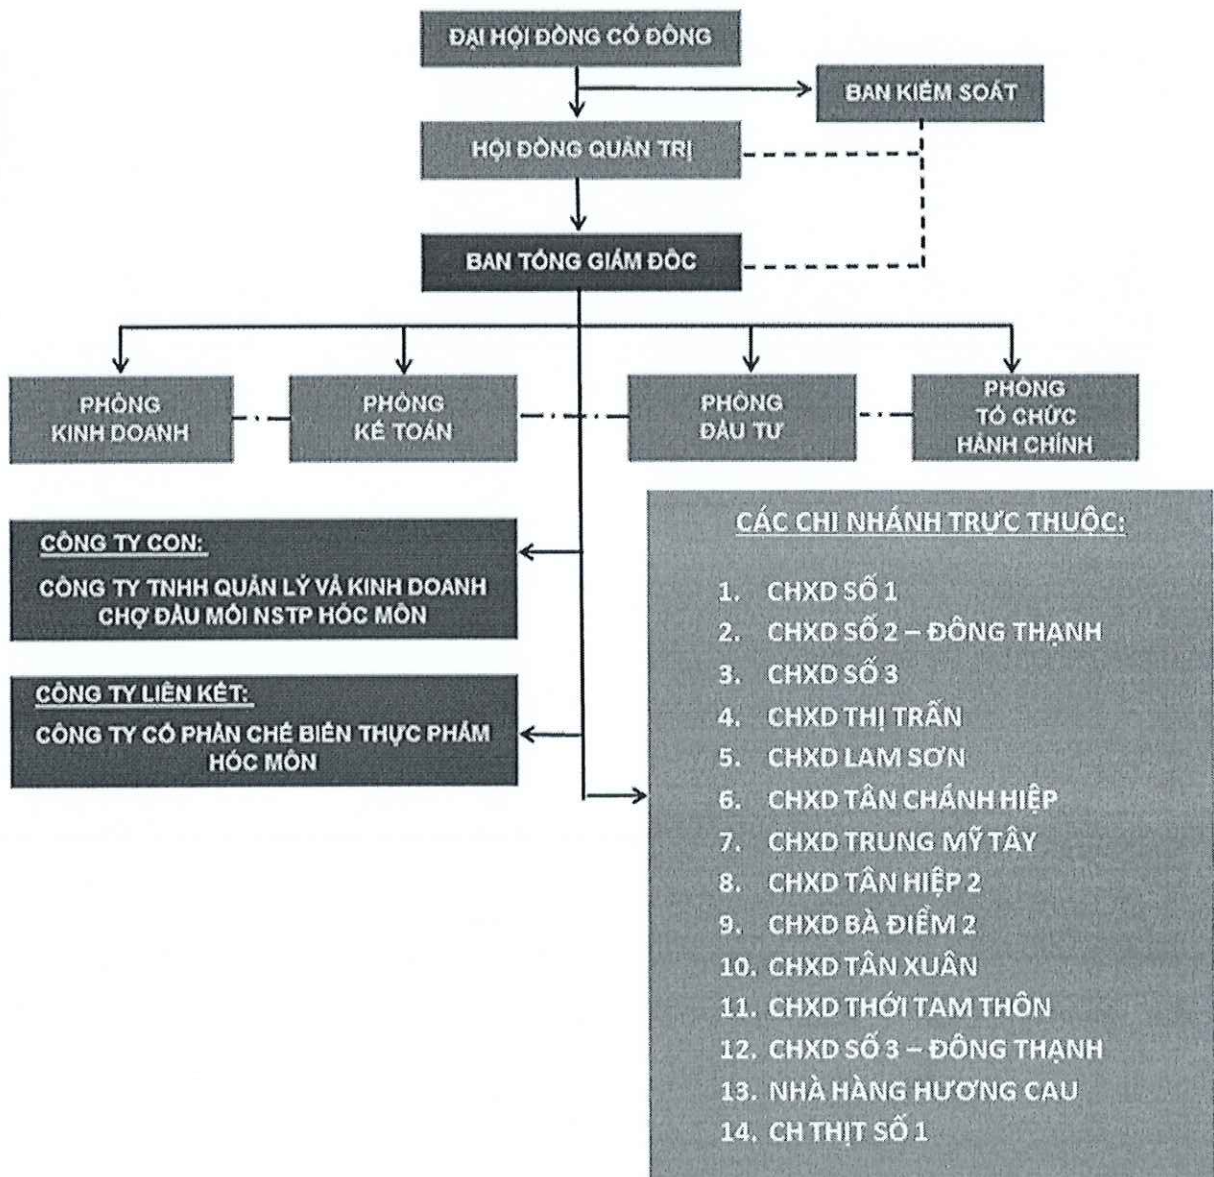 ĐẠI HỘI ĐỒNG CỔ ĐÔNG
BAN KIỂM SOÁT
HỘI ĐỒNG QUẢN TRỊ
BAN TỔNG GIÁM ĐỐC
PHÒNG
KINH DOANH
PHÒNG
KẾ TOÁN
PHÒNG
ĐẦU TƯ
PHÒNG
TỔ CHỨC
HÀNH CHÍNH
CÔNG TY CON:
CÔNG TY TNHH QUẢN LÝ VÀ KINH DOANH
CHỢ ĐẦU MỐI NSTP HÓC MÔN
CÔNG TY LIÊN KẾT:
CÔNG TY CỔ PHẦN CHẾ BIẾN THỰC PHẨM
HÓC MÔN
CÁC CHI NHÁNH TRỰC THUỘC:
1. CHXD SỐ 1
2. CHXD SỐ 2 – ĐÔNG THẠNH
3. CHXD SỐ 3
4. CHXD THỊ TRẤN
5. CHXD LAM SƠN
6. CHXD TÂN CHÁNH HIỆP
7. CHXD TRUNG MỸ TÂY
8. CHXD TÂN HIỆP 2
9. CHXD BÀ ĐIỂM 2
10. CHXD TÂN XUÂN
11. CHXD THỚI TAM THÔN
12. CHXD SỐ 3 – ĐÔNG THẠNH
13. NHÀ HÀNG HƯƠNG CAU
14. CH THỊT SỐ 1